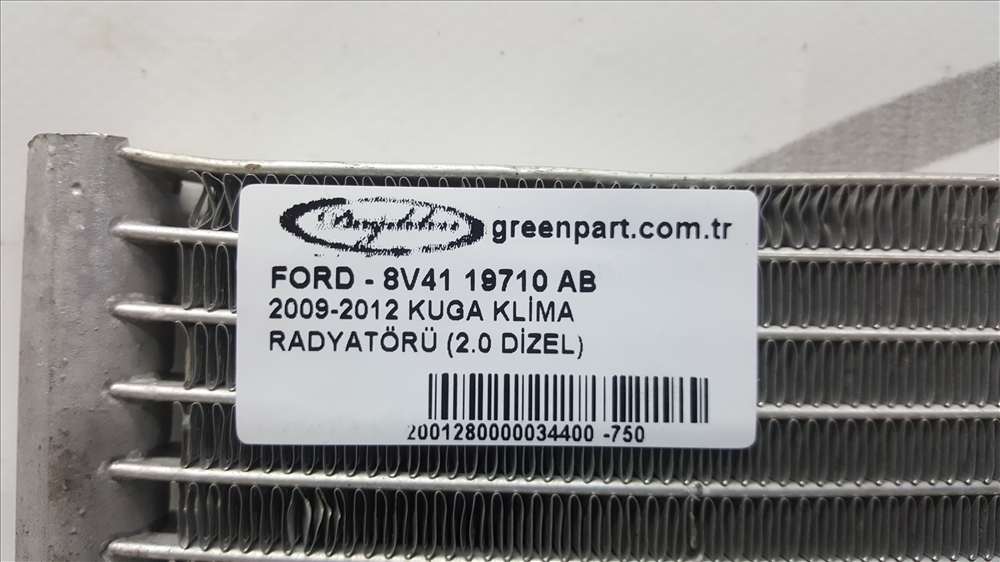 greenpart.com.tr
FORD - 8V41 19710 AB
2009-2012 KUGA KLİMA
RADYATÖRÜ (2.0 DİZEL)
2001280000034400 -750